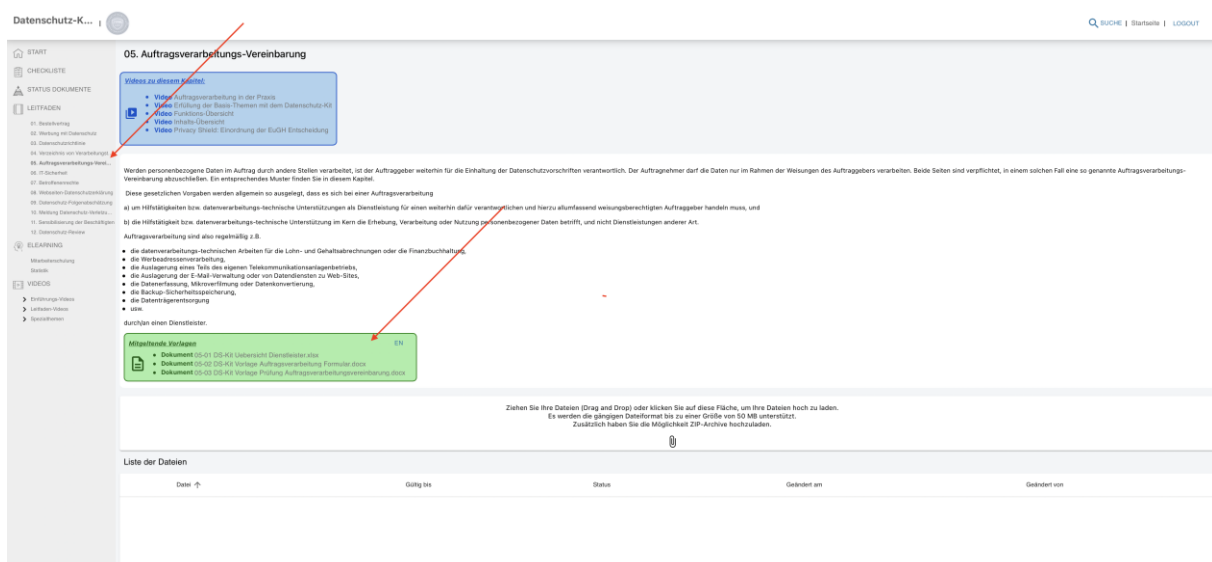 Datenschutz-K... |
SUCHE | Startseite | LOGOUT
START
CHECKLISTE
STATUS DOKUMENTE
LEITFADEN
01. Bestellvertrag
02. Werbung mit Datenschutz
03. Datenschutzrichtlinie
04. Verzeichnis von Verarbeitungst...
05. Auftragsverarbeitungs-Verei...
06. IT-Sicherheit
07. Betroffenenrechte
08. Webseiten-Datenschutzerklärung
09. Datenschutz-Folgenabschätzung
10. Meldung Datenschutz-Verletzu...
11. Sensibilisierung der Beschäftigten
12. Datenschutz-Review
ELEARNING
Mitarbeiterschulung
Statistik
VIDEOS
Einführungs-Videos
Leitfaden-Videos
Spezialthemen
05. Auftragsverarbeitungs-Vereinbarung
Videos zu diesem Kapitel:
Video Auftragsverarbeitung in der Praxis
Video Erfüllung der Basis-Themen mit dem Datenschutz-Kit
Video Funktions-Übersicht
Video Inhalts-Übersicht
Video Privacy Shield: Einordnung der EuGH Entscheidung
Werden personenbezogene Daten im Auftrag durch andere Stellen verarbeitet, ist der Auftraggeber weiterhin für die Einhaltung der Datenschutzvorschriften verantwortlich. Der Auftragnehmer darf die Daten nur im Rahmen der Weisungen des Auftraggebers verarbeiten. Beide Seiten sind verpflichtet, in einem solchen Fall eine so genannte Auftragsverarbeitungs-
Vereinbarung abzuschließen. Ein entsprechendes Muster finden Sie in diesem Kapitel.
Diese gesetzlichen Vorgaben werden allgemein so ausgelegt, dass es sich bei einer Auftragsverarbeitung
a) um Hilfstätigkeiten bzw. datenverarbeitungs-technische Unterstützungen als Dienstleistung für einen weiterhin dafür verantwortlichen und hierzu allumfassend weisungsberechtigten Auftraggeber handeln muss, und
b) die Hilfstätigkeit bzw. datenverarbeitungs-technische Unterstützung im Kern die Erhebung, Verarbeitung oder Nutzung personenbezogener Daten betrifft, und nicht Dienstleistungen anderer Art.
Auftragsverarbeitung sind also regelmäßig z.B.
die datenverarbeitungs-technischen Arbeiten für die Lohn- und Gehaltsabrechnungen oder die Finanzbuchhaltung,
die Werbeadressenverarbeitung,
die Auslagerung eines Teils des eigenen Telekommunikationsanlagenbetriebs,
die Auslagerung der E-Mail-Verwaltung oder von Datendiensten zu Web-Sites,
die Datenerfassung, Mikroverfilmung oder Datenkonvertierung,
die Backup-Sicherheitsspeicherung,
die Datenträgerentsorgung
usw.
durch|an einen Dienstleister.
Mitgeltende Vorlagen EN
Dokument 05-01 DS-Kit Uebersicht Dienstleister.xlsx
Dokument 05-02 DS-Kit Vorlage Auftragsverarbeitung Formular.docx
Dokument 05-03 DS-Kit Vorlage Prüfung Auftragsverarbeitungsvereinbarung.docx
Ziehen Sie Ihre Dateien (Drag and Drop) oder klicken Sie auf diese Fläche, um Ihre Dateien hoch zu laden.
Es werden die gängigen Dateiformat bis zu einer Größe von 50 MB unterstützt.
Zusätzlich haben Sie die Möglichkeit ZIP-Archive hochzuladen.
Liste der Dateien
Datei Gültig bis Status Geändert am Geändert von